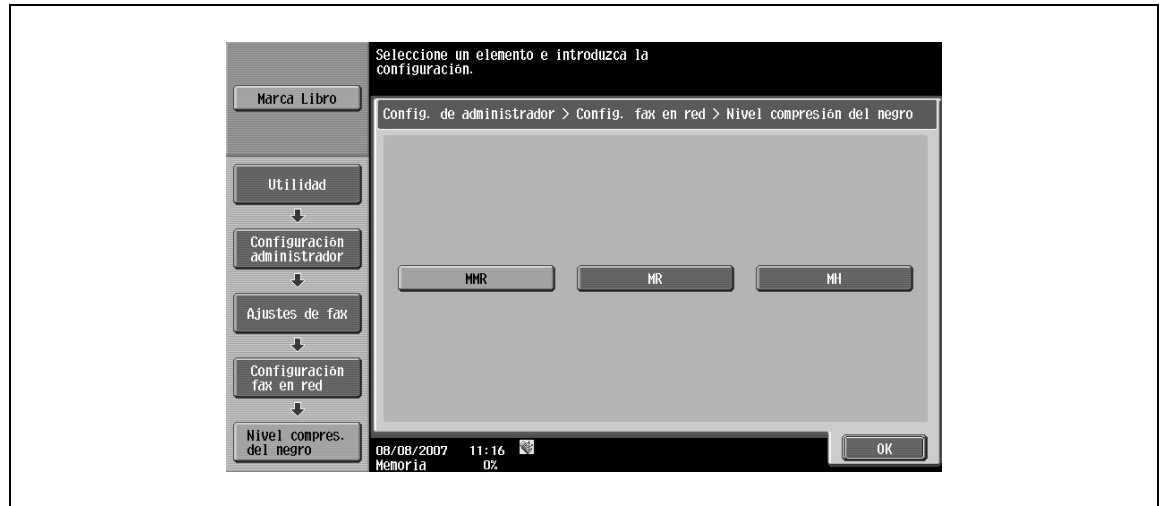 Seleccione un elemento e introduzca la
configuración.
Marca Libro
Config. de administrador > Config. fax en red > Nivel compresión del negro
Utilidad
Configuración
administrador
Ajustes de fax
Configuración
fax en red
Nivel compres.
del negro
MMR
MR
MH
08/08/2007 11:16
Memoria 0%
OK